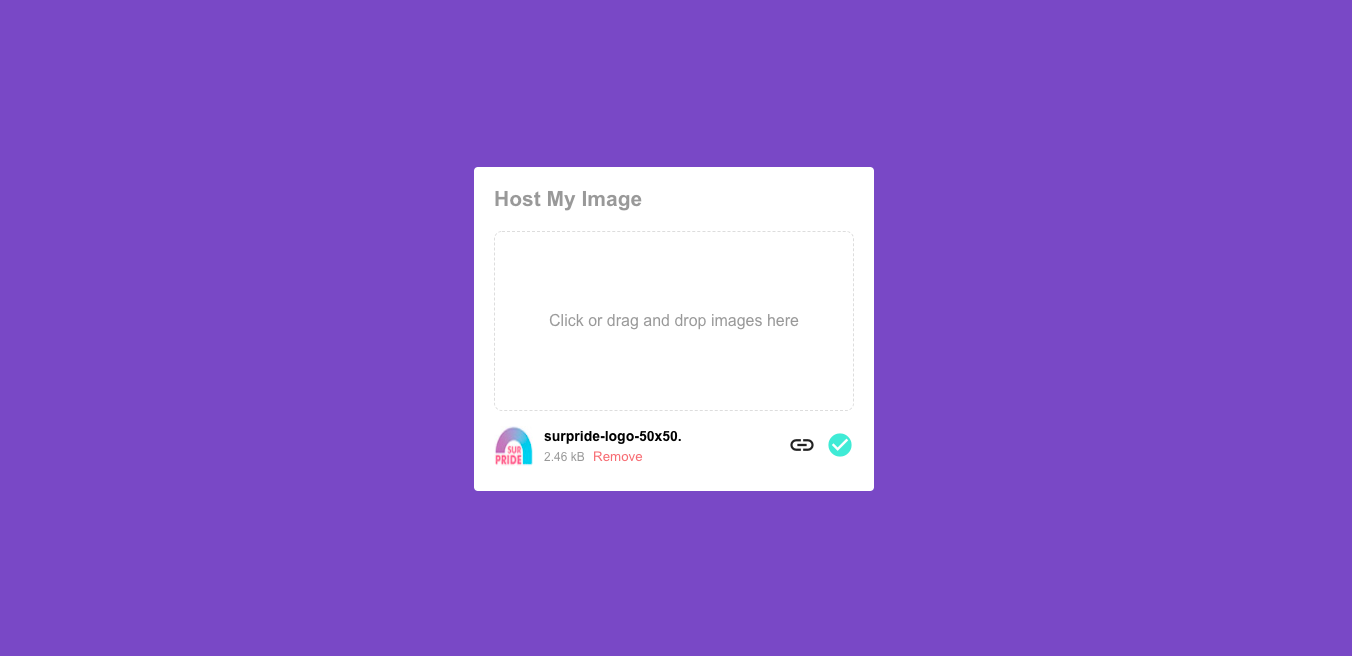 Host My Image
Click or drag and drop images here
SUR
PRIDE
surpride-logo-50x50.
2.46 kB Remove